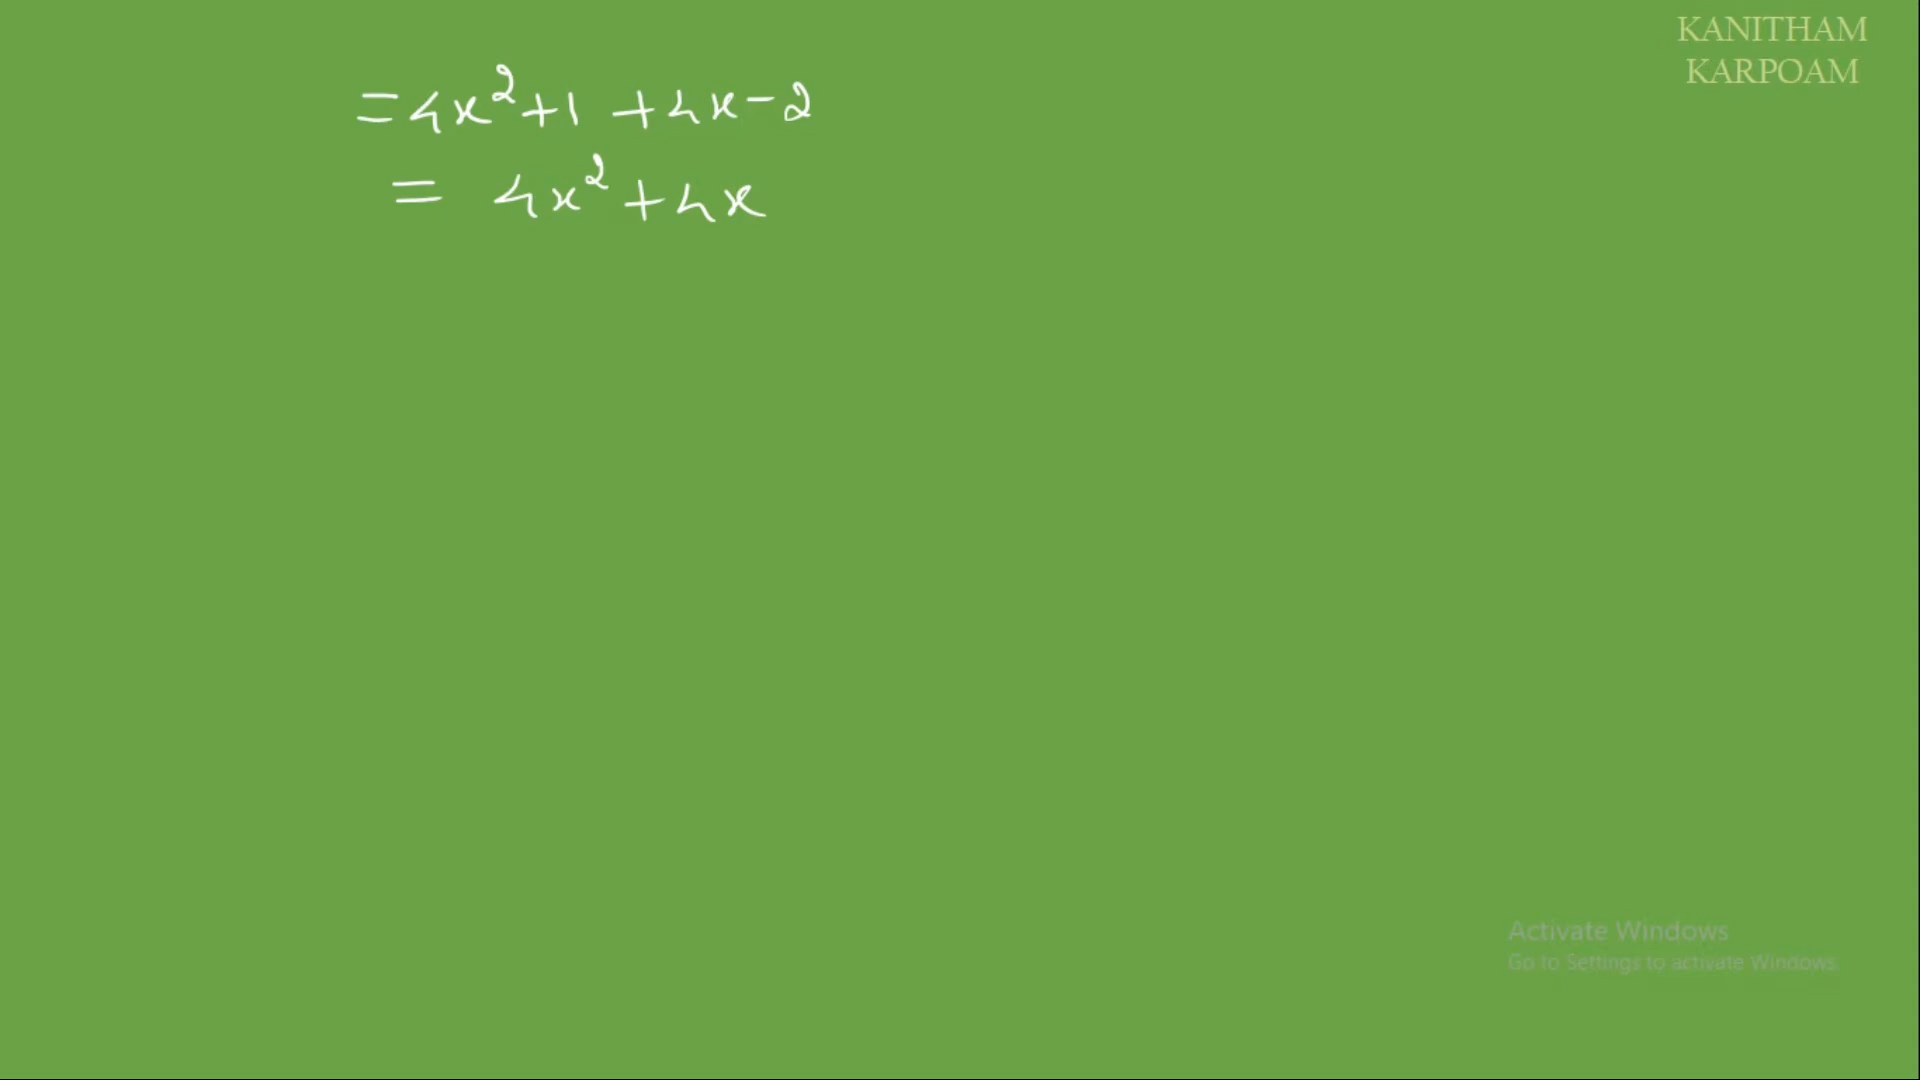 KANITHAM
KARPOAM
=4x²+1 +4x-2
= 4x²+4x
Activate Windows
Go to Settings to activate Windows